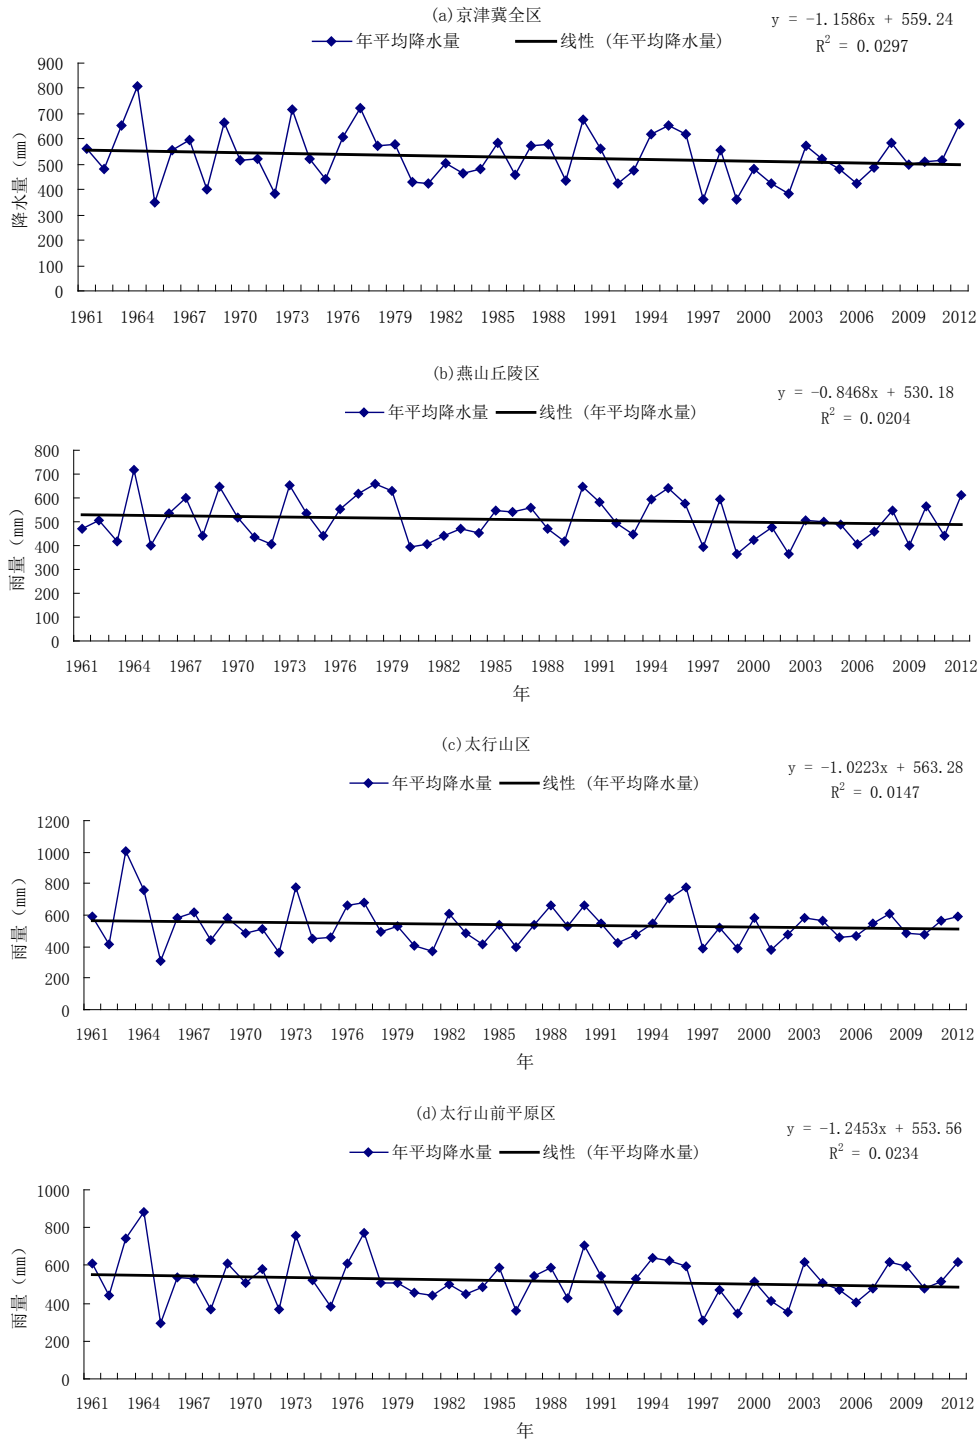 (a)京津冀全区
y = -1.1586x + 559.24
R² = 0.0297
年平均降水量 线性 (年平均降水量)
降水量（mm）
900
800
700
600
500
400
300
200
100
0
1961 1964 1967 1970 1973 1976 1979 1982 1985 1988 1991 1994 1997 2000 2003 2006 2009 2012
(b)燕山丘陵区
y = -0.8468x + 530.18
R² = 0.0204
年平均降水量 线性 (年平均降水量)
雨量（mm）
800
700
600
500
400
300
200
100
0
1961 1964 1967 1970 1973 1976 1979 1982 1985 1988 1991 1994 1997 2000 2003 2006 2009 2012
年
(c)太行山区
y = -1.0223x + 563.28
R² = 0.0147
年平均降水量 线性 (年平均降水量)
雨量（mm）
1200
1000
800
600
400
200
0
1961 1964 1967 1970 1973 1976 1979 1982 1985 1988 1991 1994 1997 2000 2003 2006 2009 2012
年
(d)太行山前平原区
y = -1.2453x + 553.56
R² = 0.0234
年平均降水量 线性 (年平均降水量)
雨量（mm）
1000
800
600
400
200
0
1961 1964 1967 1970 1973 1976 1979 1982 1985 1988 1991 1994 1997 2000 2003 2006 2009 2012
年